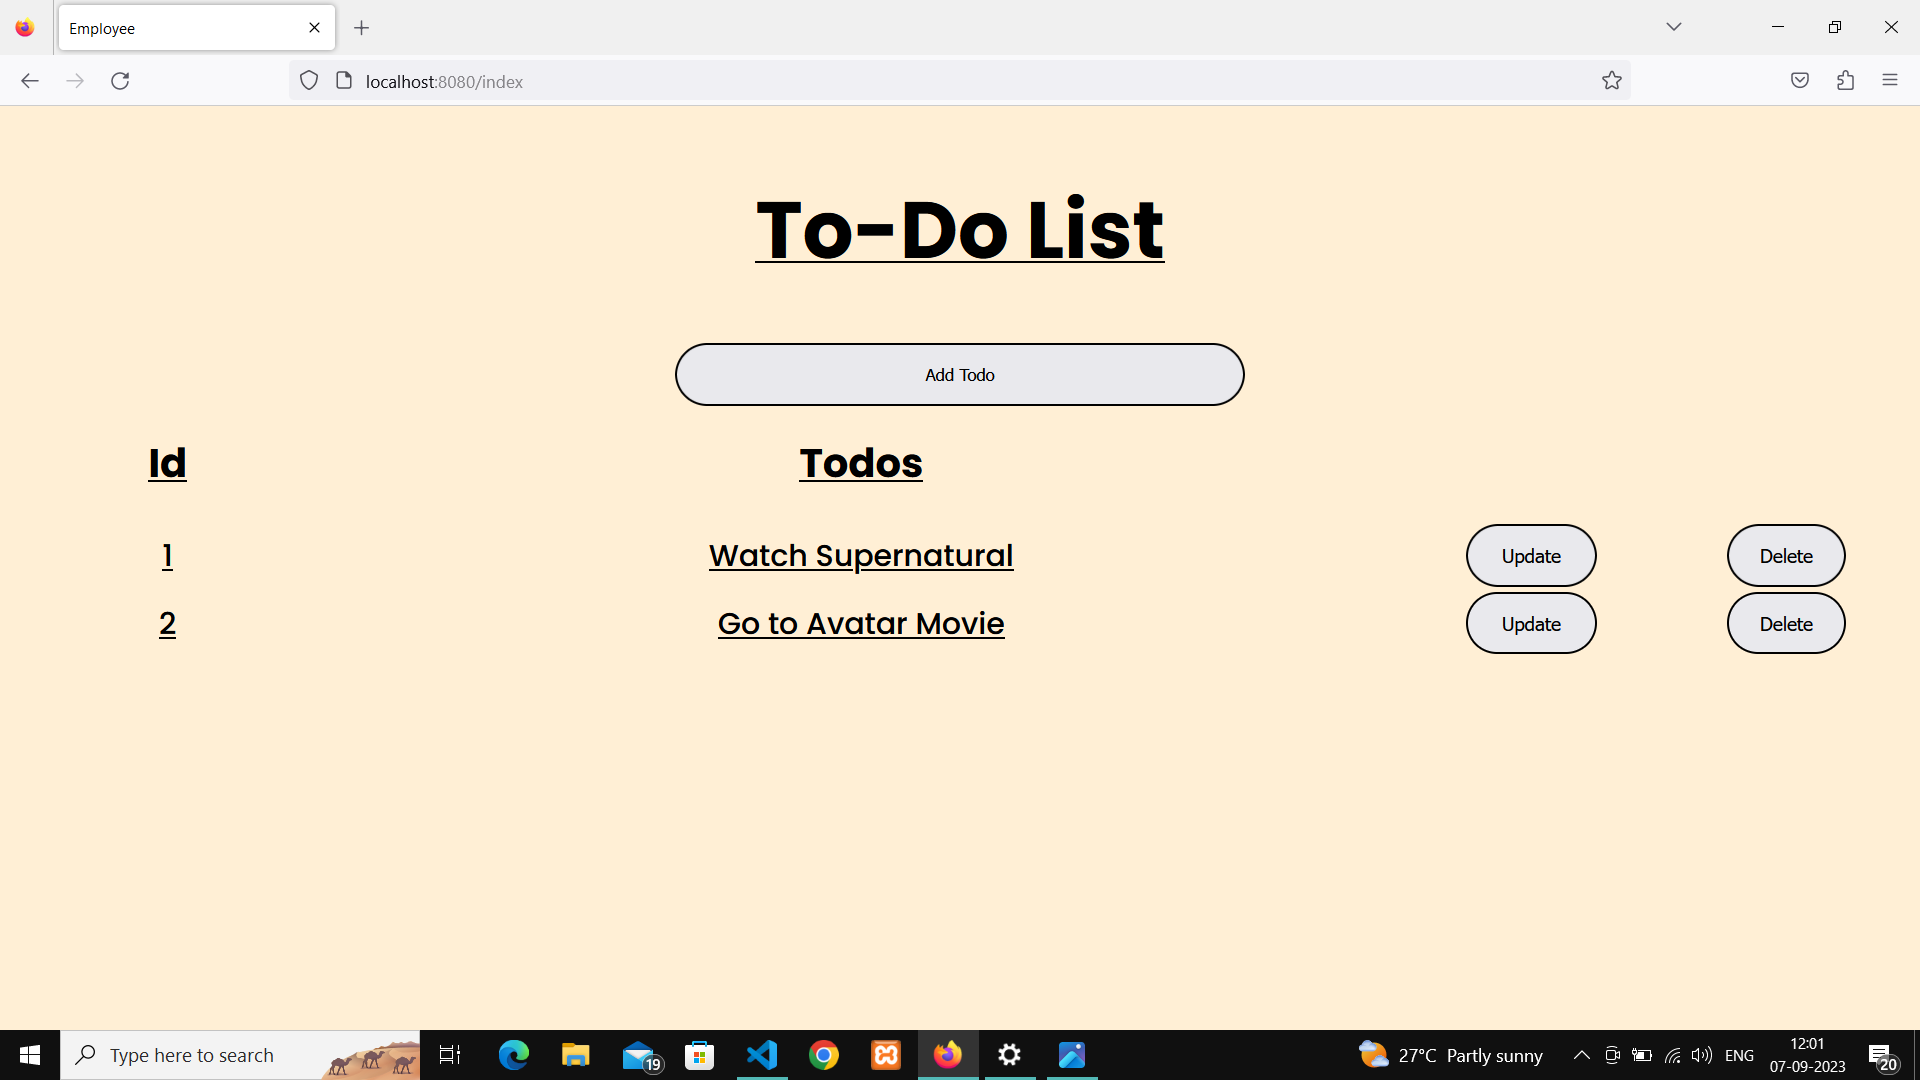 Employee
localhost:8080/index
To-Do List
Add Todo
Id Todos
1 Watch Supernatural Update Delete
2 Go to Avatar Movie Update Delete
Type here to search 19 27°C Partly sunny ENG 12:01 07-09-2023 20